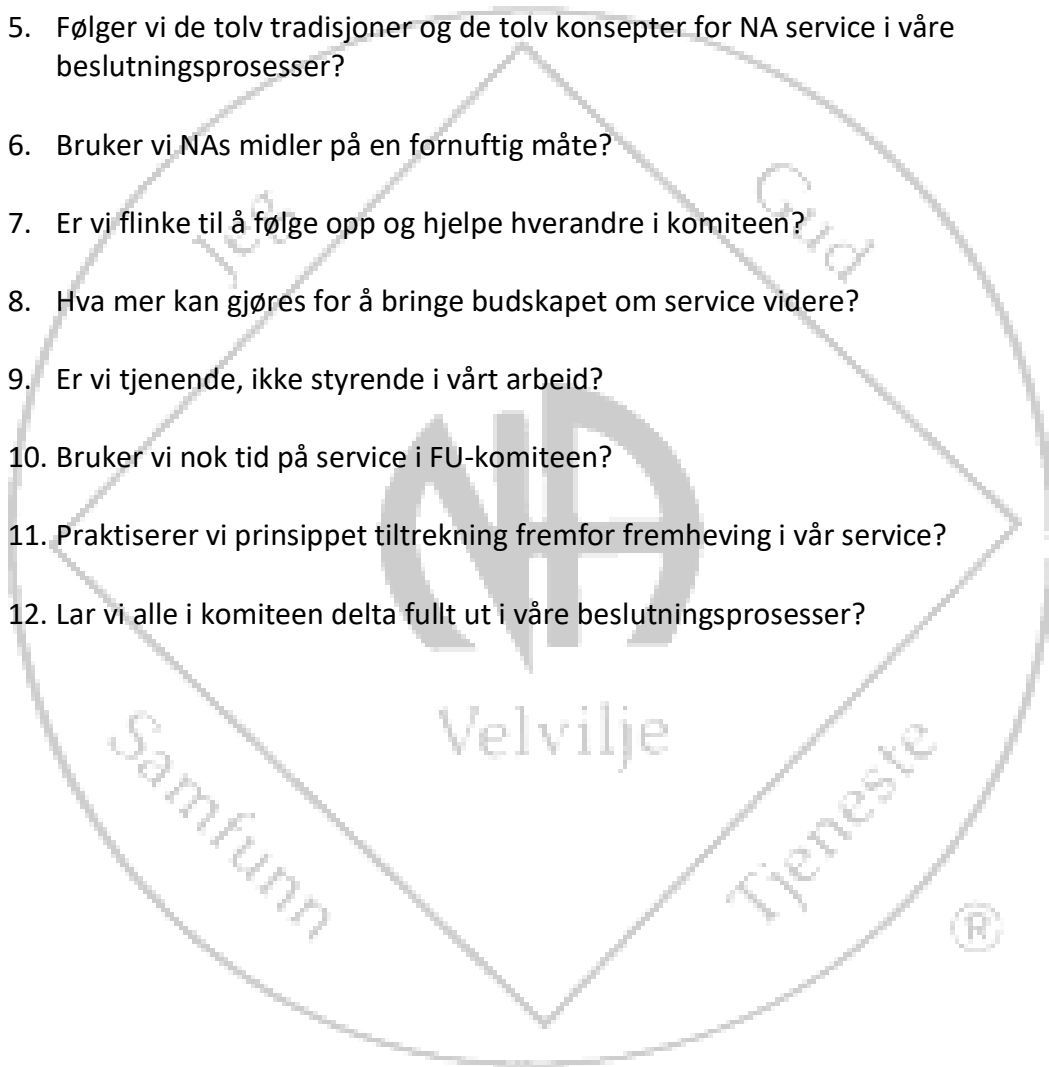 5. Følger vi de tolv tradisjoner og de tolv konsepter for NA service i våre
beslutningsprosesser?
6. Bruker vi NAs midler på en fornuftig måte?
Jeg
Gud
7. Er vi flinke til å følge opp og hjelpe hverandre i komiteen?
8. Hva mer kan gjøres for å bringe budskapet om service videre?
9. Er vi tjenende, ikke styrende i vårt arbeid?
10. Bruker vi nok tid på service i FU-komiteen?
NA
11. Praktiserer vi prinsippet tiltrekning fremfor fremheving i vår service?
12. Lar vi alle i komiteen delta fullt ut i våre beslutningsprosesser?
Velvilje
Samfunn
Tjeneste
®